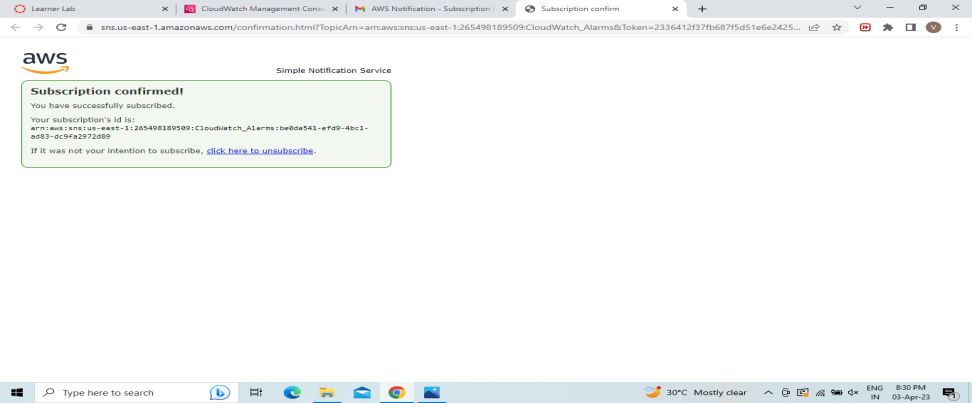 Learner Lab
CloudWatch Management Conso
AWS Notification - Subscription C
Subscription confirm
sns.us-east-1.amazonaws.com/confirmation.html?TopicArn=arn:aws:sns:us-east-1:265498189509:CloudWatch_Alarms&Token=2336412f37fb687f5d51e6e2425...
V
aws
Simple Notification Service
Subscription confirmed!
You have successfully subscribed.
Your subscription's id is:
arn:aws:sns:us-east-1:265498189509:CloudWatch_Alarms:be0da541-efd9-4bc1-
ad83-dc9fa2972d89
If it was not your intention to subscribe, click here to unsubscribe.
Type here to search
30°C Mostly clear
ENG
IN
8:30 PM
03-Apr-23
1